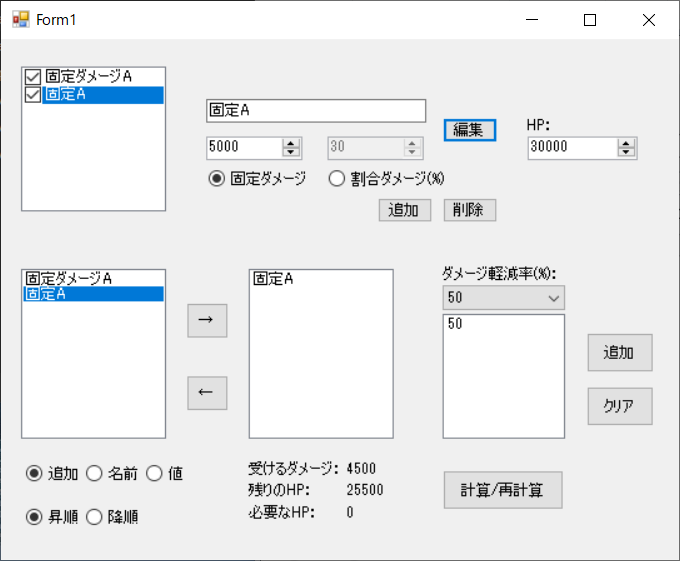 Form1
固定ダメージA
固定A
固定A
編集
HP:
5000
30
30000
固定ダメージ
割合ダメージ(%)
追加
削除
固定ダメージA
固定A
→
←
固定A
ダメージ軽減率(%):
50
50
追加
クリア
追加 名前 値
昇順 降順
受けるダメージ: 4500
残りのHP: 25500
必要なHP: 0
計算/再計算